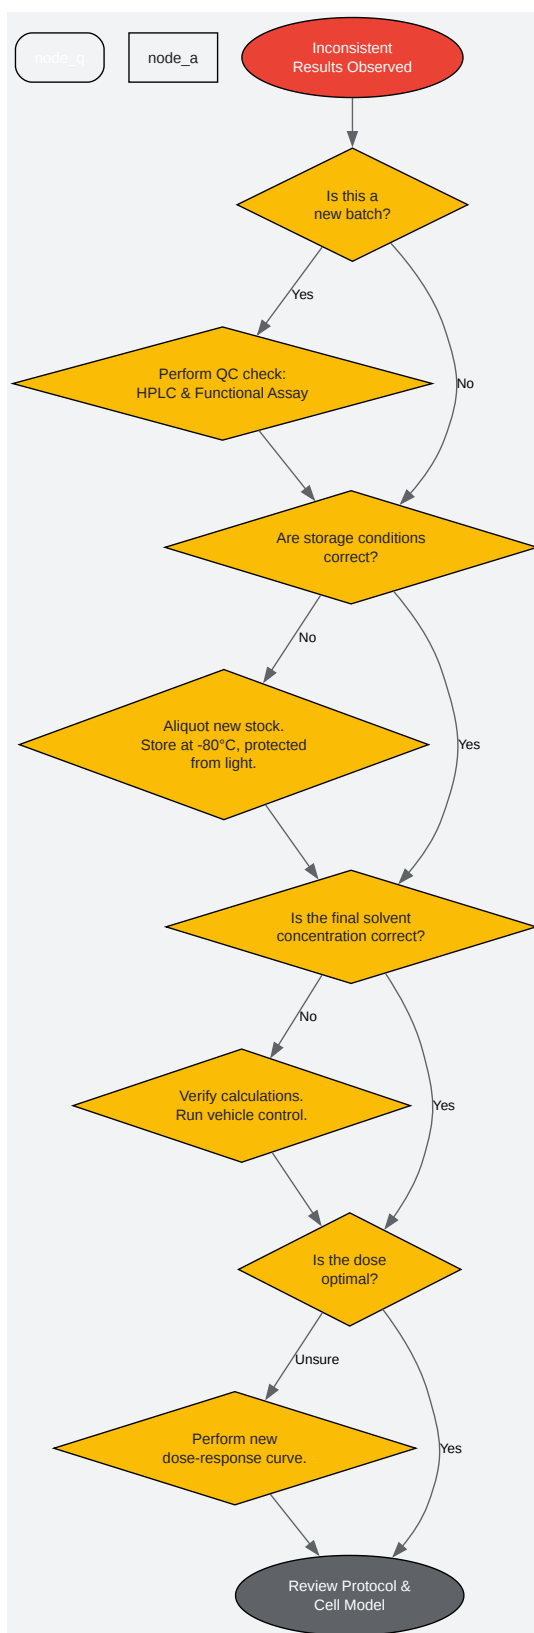 node_q
node_a
Inconsistent
Results Observed
Is this a
new batch?
Yes
No
Perform QC check:
HPLC & Functional Assay
Are storage conditions
correct?
No
Yes
Aliquot new stock.
Store at -80°C, protected
from light.
Is the final solvent
concentration correct?
No
Yes
Verify calculations.
Run vehicle control.
Is the dose
optimal?
Unsure
Yes
Perform new
dose-response curve.
Review Protocol &
Cell Model